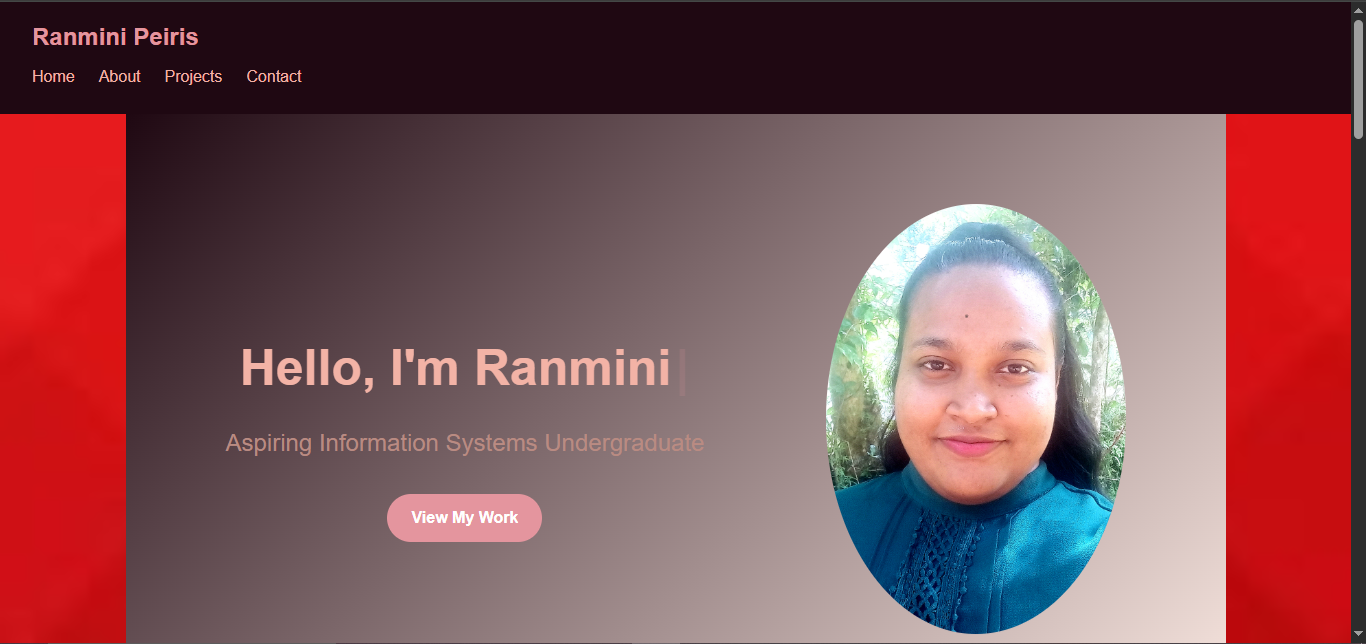 Ranmini Peiris
Home About Projects Contact
Hello, I'm Ranmini|
Aspiring Information Systems Undergraduate
View My Work